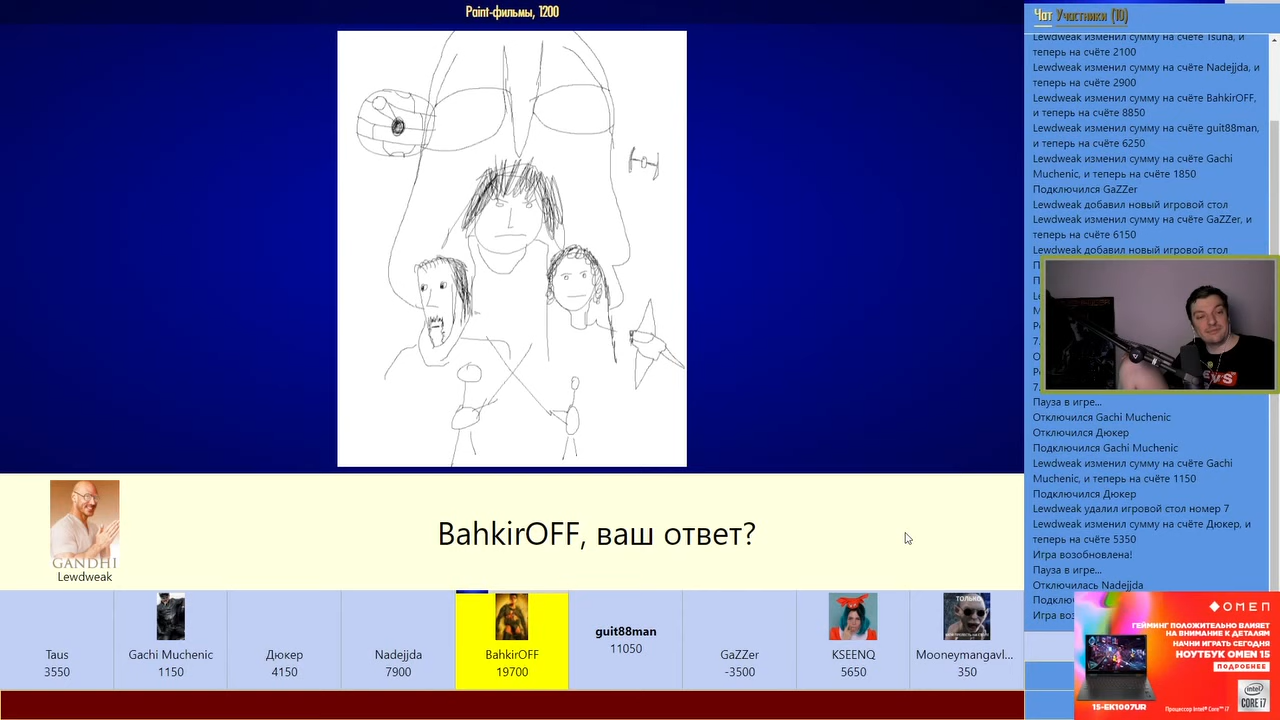 Paint-фильмы, 1200
Чат Участники (10)
Lewdweak изменил сумму на счёте Tsuna, и
теперь на счёте 2100
Lewdweak изменил сумму на счёте Nadejjda, и
теперь на счёте 2900
Lewdweak изменил сумму на счёте BahkirOFF,
и теперь на счёте 8850
Lewdweak изменил сумму на счёте guit88man,
и теперь на счёте 6250
Lewdweak изменил сумму на счёте Gachi
Muchenic, и теперь на счёте 1850
Подключился GaZZer
Lewdweak добавил новый игровой стол
Lewdweak изменил сумму на счёте GaZZer, и
теперь на счёте 6150
Lewdweak добавил новый игровой стол
Пауза в игре...
Отключился Gachi Muchenic
Отключился Дюкер
Подключился Gachi Muchenic
Lewdweak изменил сумму на счёте Gachi
Muchenic, и теперь на счёте 1150
Подключился Дюкер
Lewdweak удалил игровой стол номер 7
Lewdweak изменил сумму на счёте Дюкер, и
теперь на счёте 5350
Игра возобновлена!
Пауза в игре...
Отключилась Nadejjda
BahkirOFF, ваш ответ?
GANDHI
Lewdweak
Taus
3550
Gachi Muchenic
1150
Дюкер
4150
Nadejjda
7900
BahkirOFF
19700
guit88man
11050
GaZZer
-3500
KSEENQ
5650
ТОЛЬКО
Mooneymangavl...
350
ОМЕП
ГЕЙМИНГ ПОЛОЖИТЕЛЬНО ВЛИЯЕТ
НА ВНИМАНИЕ К ДЕТАЛЯМ
НАЧНИ ИГРАТЬ СЕГОДНЯ
НОУТБУК OMEN 15
ПОДРОБНЕЕ
15-EK1007UR
Процессор Intel® Core™ i7
intel
CORE i7